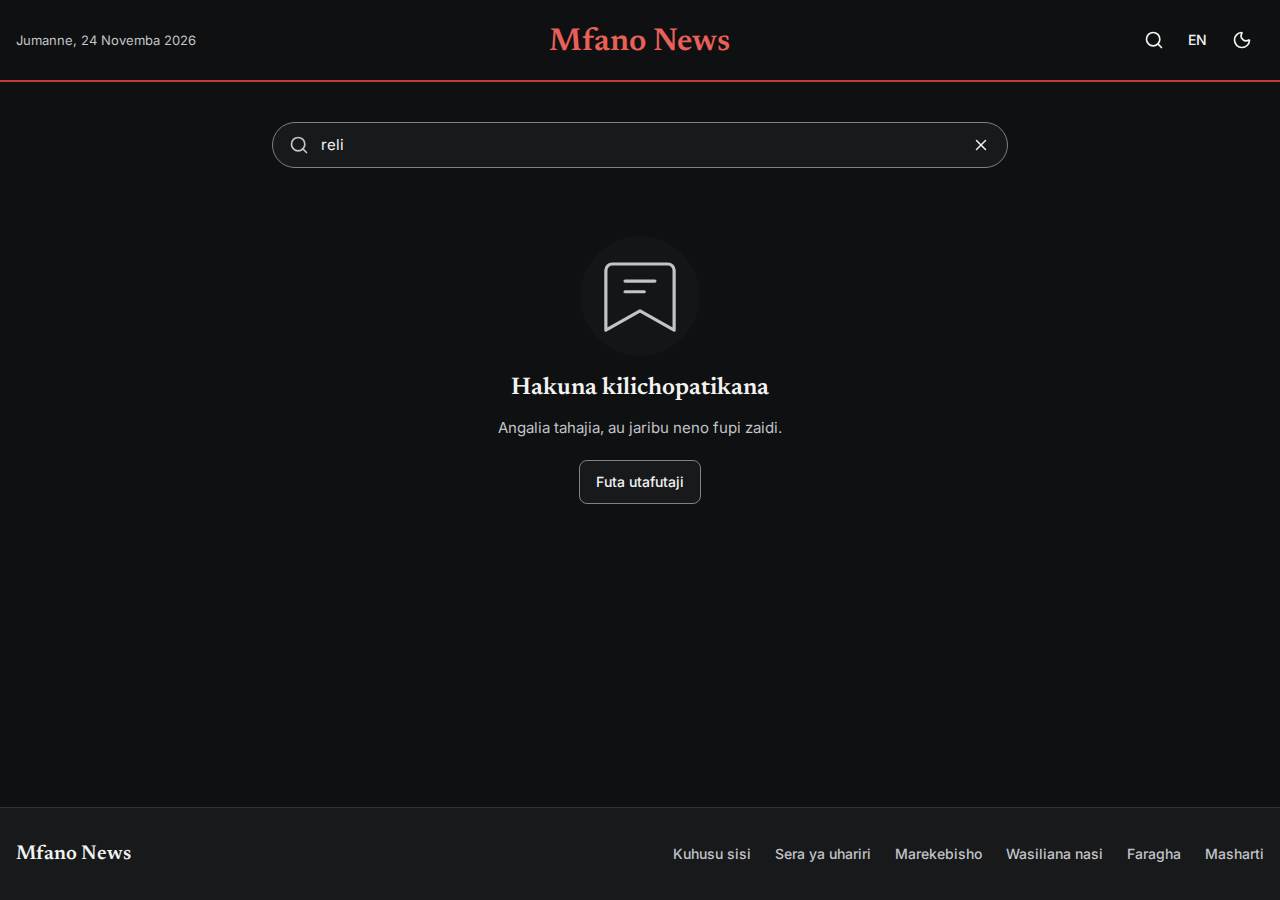 Jumanne, 24 Novemba 2026
Mfano News
EN
reli
Hakuna kilichopatikana
Angalia tahajia, au jaribu neno fupi zaidi.
Futa utafutaji
Mfano News
Kuhusu sisi
Sera ya uhariri
Marekebisho
Wasiliana nasi
Faragha
Masharti